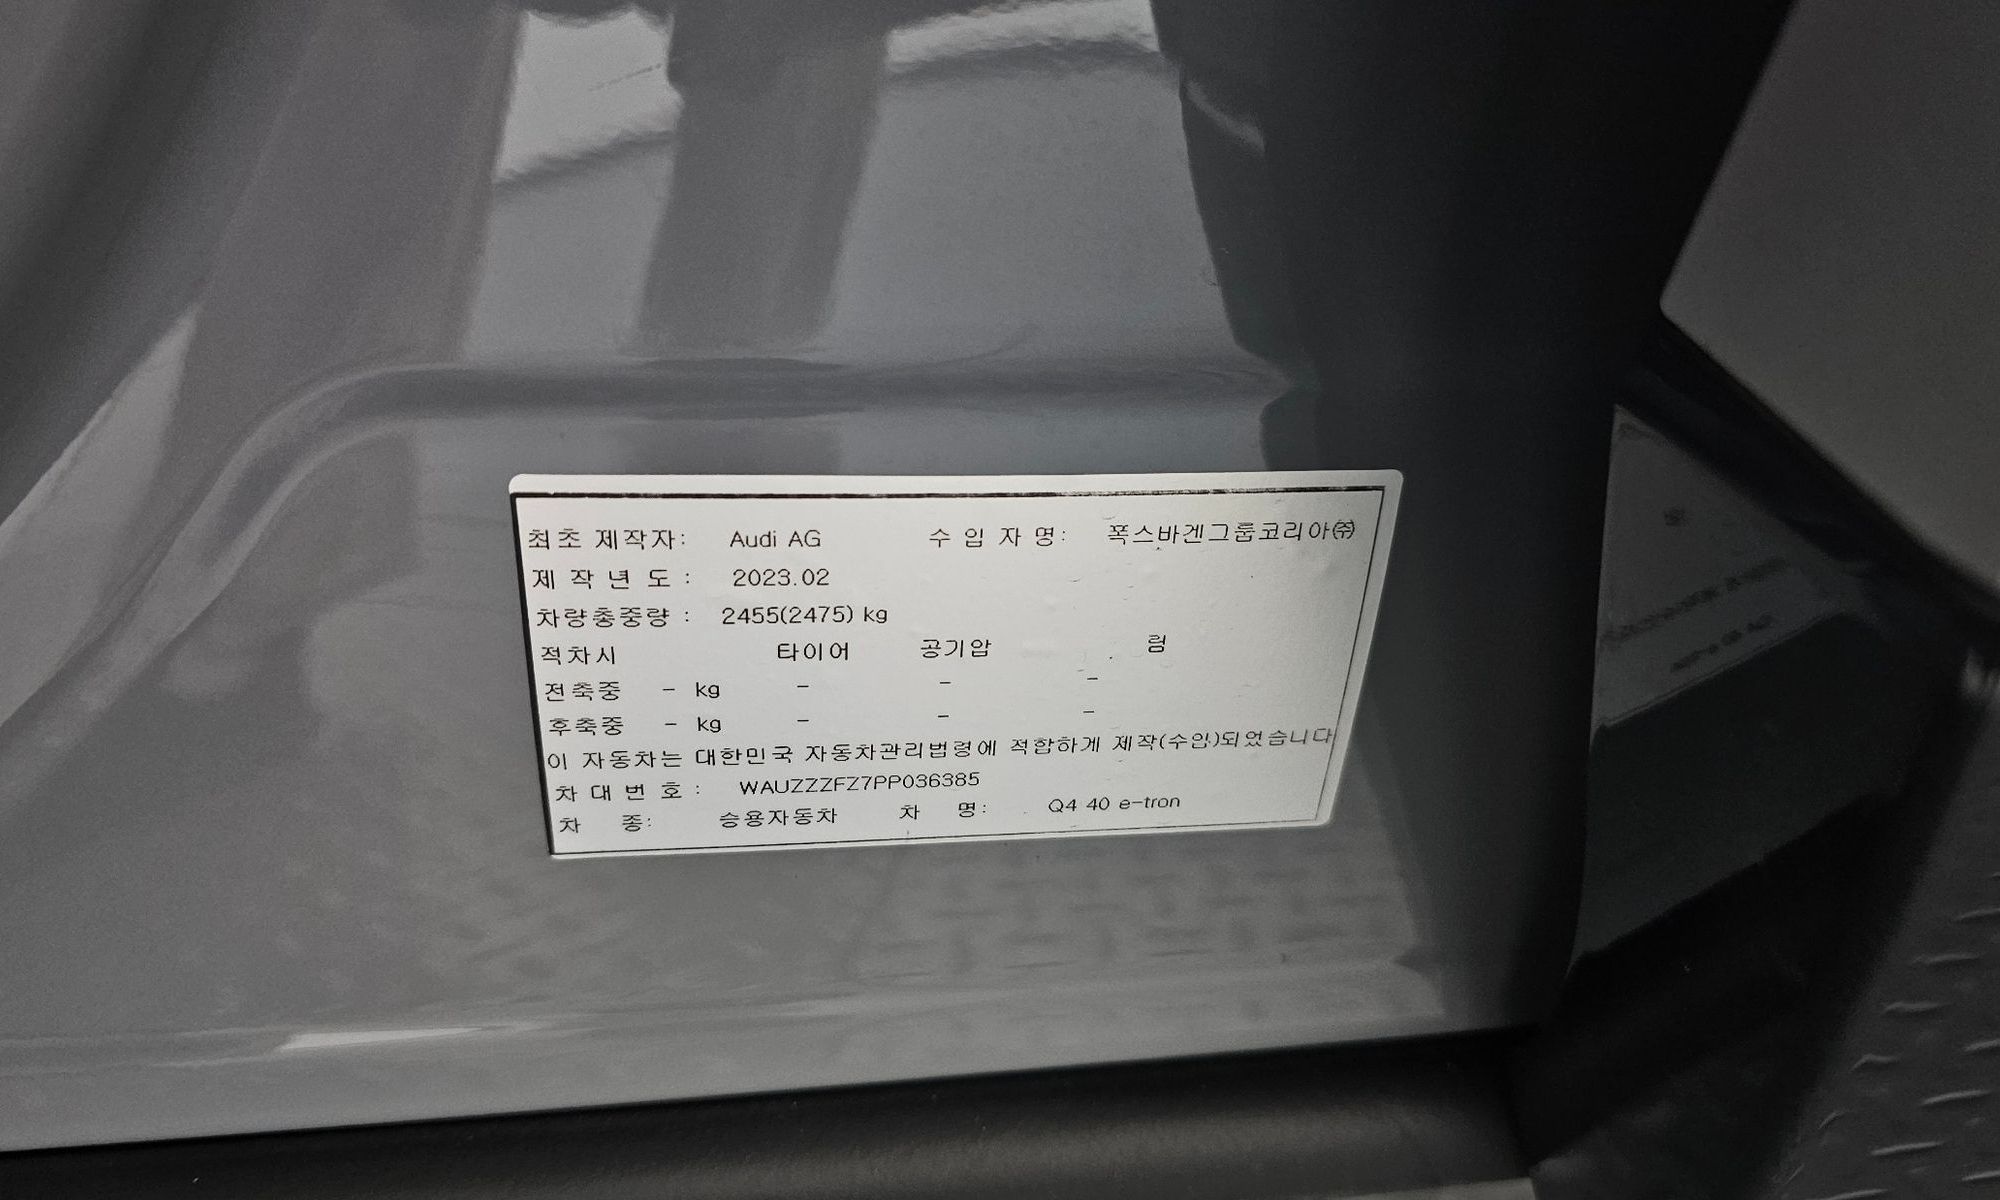 최초 제작자: Audi AG 수 입 자 명: 폭스바겐그룹코리아㈜
제 작 년 도 : 2023.02
차량총중량 : 2455(2475) kg
적차시 타이어 공기압 림
전축중 - kg - - -
후축중 - kg - - -
이 자동차는 대한민국 자동차관리법령에 적합하게 제작(수입)되었습니다
차 대 번 호 : WAUZZZFZ7PP036385
차 종: 승용자동차 차 명: Q4 40 e-tron